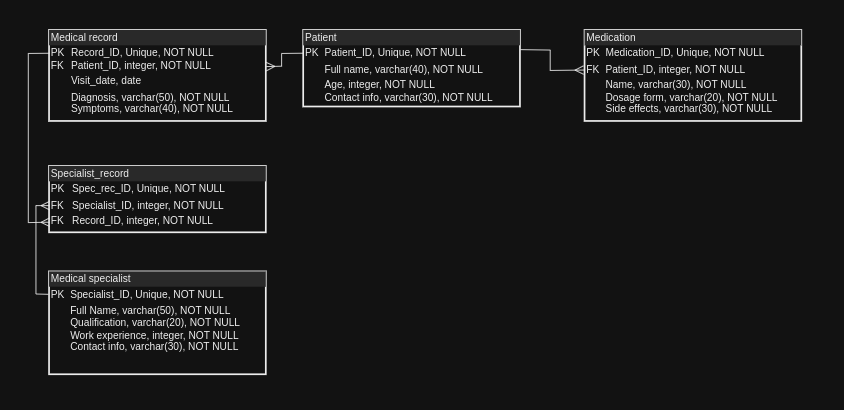 Medical record
PK Record_ID, Unique, NOT NULL
FK Patient_ID, integer, NOT NULL
Visit_date, date
Diagnosis, varchar(50), NOT NULL
Symptoms, varchar(40), NOT NULL
Patient
PK Patient_ID, Unique, NOT NULL
Full name, varchar(40), NOT NULL
Age, integer, NOT NULL
Contact info, varchar(30), NOT NULL
Medication
PK Medication_ID, Unique, NOT NULL
FK Patient_ID, integer, NOT NULL
Name, varchar(30), NOT NULL
Dosage form, varchar(20), NOT NULL
Side effects, varchar(30), NOT NULL
Specialist_record
PK Spec_rec_ID, Unique, NOT NULL
FK Specialist_ID, integer, NOT NULL
FK Record_ID, integer, NOT NULL
Medical specialist
PK Specialist_ID, Unique, NOT NULL
Full Name, varchar(50), NOT NULL
Qualification, varchar(20), NOT NULL
Work experience, integer, NOT NULL
Contact info, varchar(30), NOT NULL